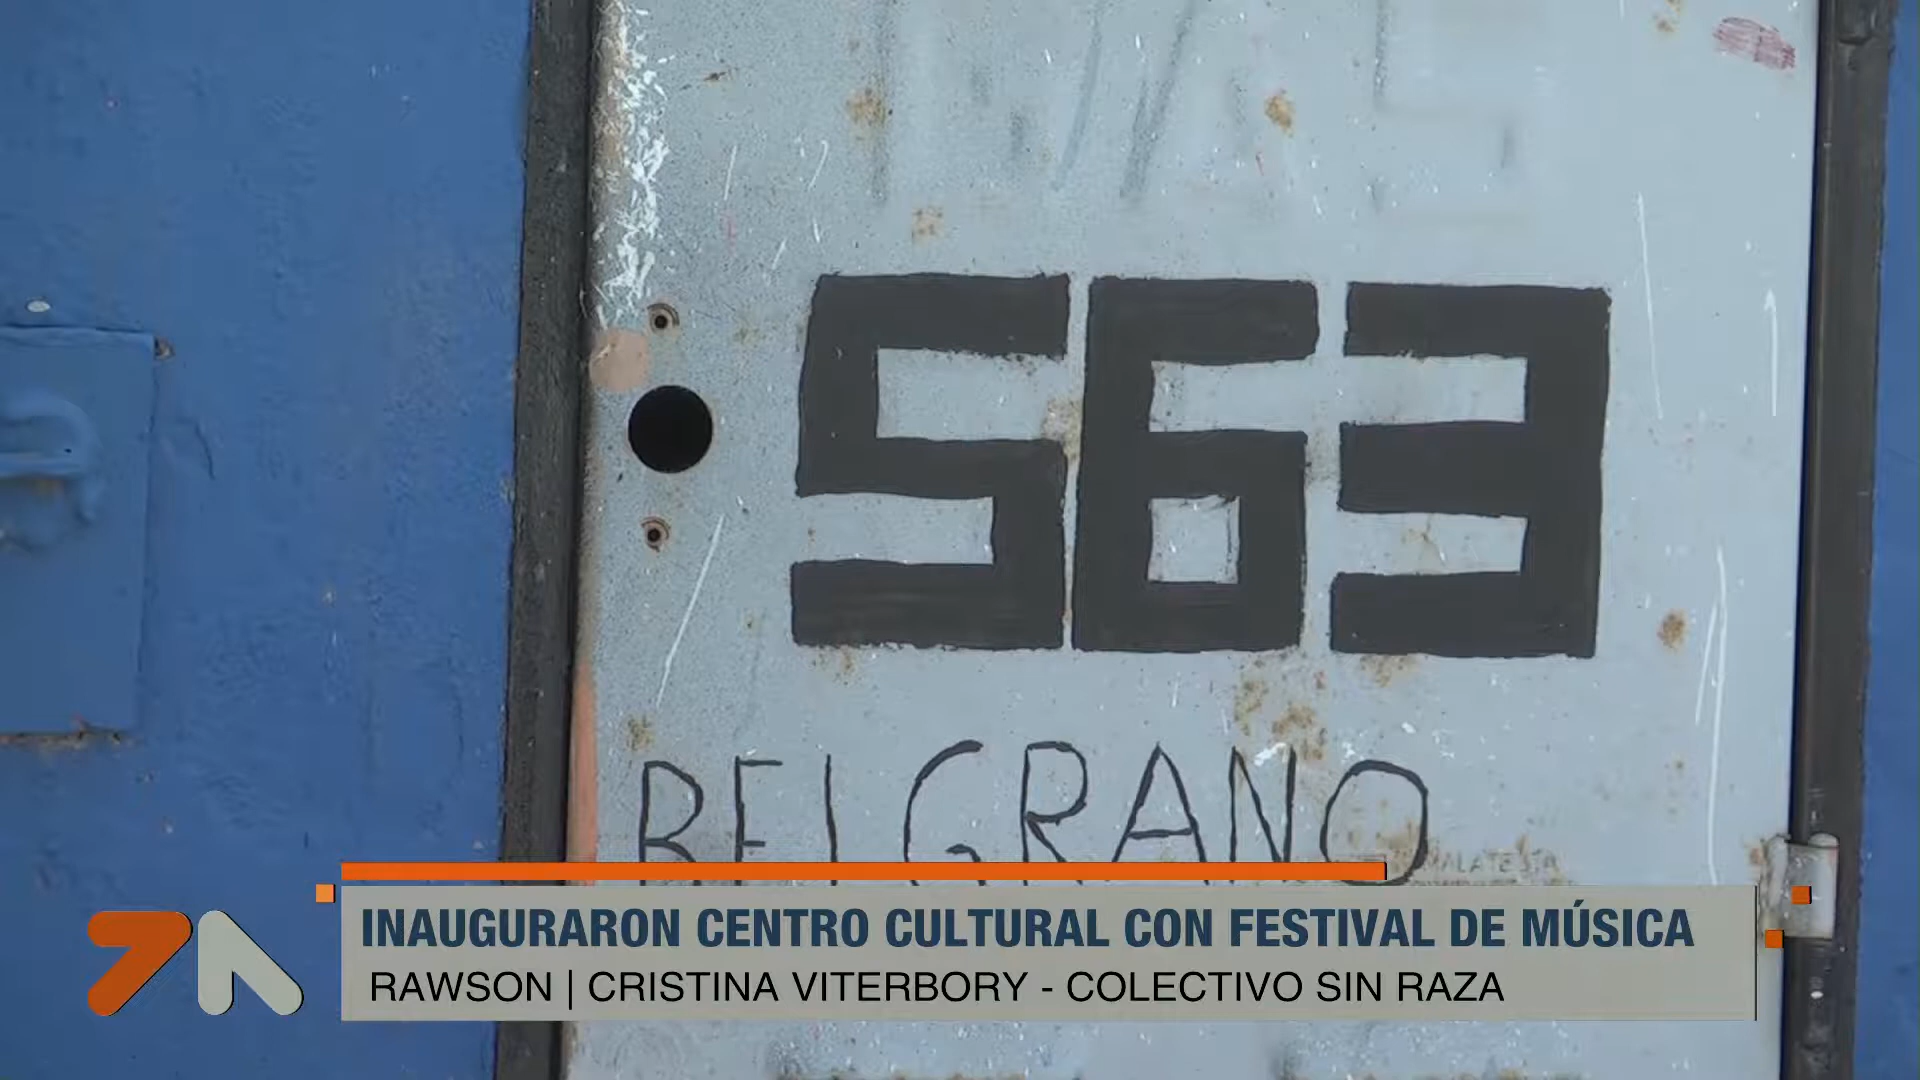 563
BELGRANO
INAUGURARON CENTRO CULTURAL CON FESTIVAL DE MÚSICA
RAWSON | CRISTINA VITERBORY - COLECTIVO SIN RAZA